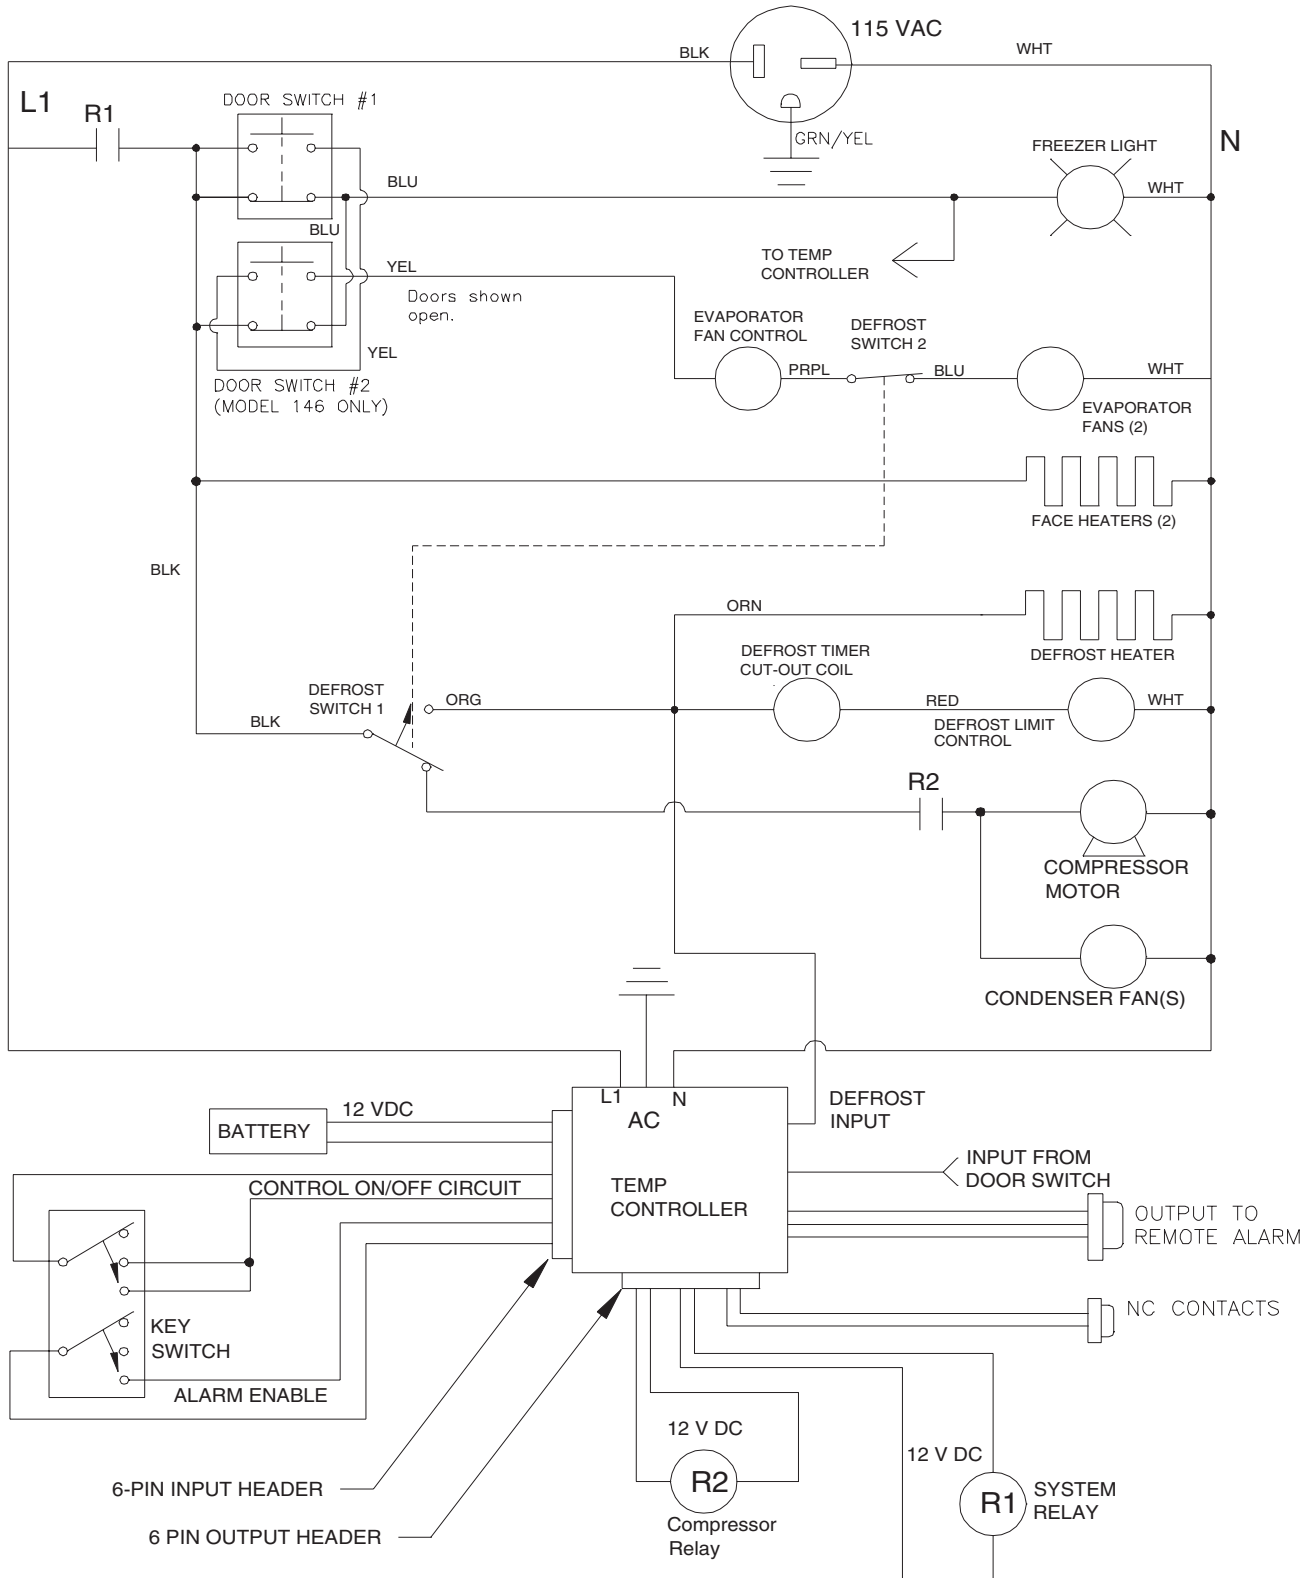 115 VAC
BLK
WHT
L1
R1
DOOR SWITCH #1
GRN/YEL
N
FREEZER LIGHT
BLU
WHT
BLU
TO TEMP
CONTROLLER
YEL
Doors shown
open.
EVAPORATOR
FAN CONTROL
DEFROST
SWITCH 2
YEL
PRPL
BLU
WHT
DOOR SWITCH #2
(MODEL 146 ONLY)
EVAPORATOR
FANS (2)
FACE HEATERS (2)
BLK
ORN
DEFROST HEATER
DEFROST TIMER
CUT-OUT COIL
DEFROST
SWITCH 1
ORG
RED
WHT
BLK
DEFROST LIMIT
CONTROL
R2
COMPRESSOR
MOTOR
CONDENSER FAN(S)
L1
N
AC
DEFROST
INPUT
12 VDC
BATTERY
INPUT FROM
DOOR SWITCH
CONTROL ON/OFF CIRCUIT
TEMP
CONTROLLER
OUTPUT TO
REMOTE ALARM
NC CONTACTS
KEY
SWITCH
ALARM ENABLE
12 V DC
12 V DC
6-PIN INPUT HEADER
R2
R1
SYSTEM
RELAY
6 PIN OUTPUT HEADER
Compressor
Relay